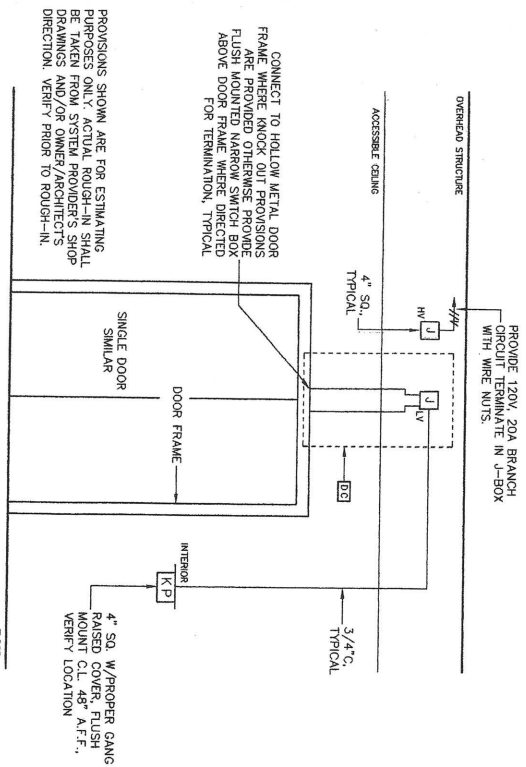 PROVIDE 120V, 20A BRANCH
CIRCUIT TERMINATE IN J-BOX
WITH WIRE NUTS.
OVERHEAD STRUCTURE
HV
J
4" SQ.,
TYPICAL
J
LV
ACCESSIBLE CEILING
3/4"C,
TYPICAL
DC
CONNECT TO HOLLOW METAL DOOR
FRAME WHERE KNOCK OUT PROVISIONS
ARE PROVIDED OTHERWISE PROVIDE
FLUSH MOUNTED NARROW SWITCH BOX
ABOVE DOOR FRAME WHERE DIRECTED
FOR TERMINATION, TYPICAL
INTERIOR
KP
DOOR FRAME
SINGLE DOOR
SIMILAR
4" SQ. W/PROPER GANG
RAISED COVER, FLUSH
MOUNT C.L. 48" A.F.F.,
VERIFY LOCATION
PROVISIONS SHOWN ARE FOR ESTIMATING
PURPOSES ONLY. ACTUAL ROUGH-IN SHALL
BE TAKEN FROM SYSTEM PROVIDER'S SHOP
DRAWINGS AND/OR OWNER/ARCHITECT'S
DIRECTION. VERIFY PRIOR TO ROUGH-IN.